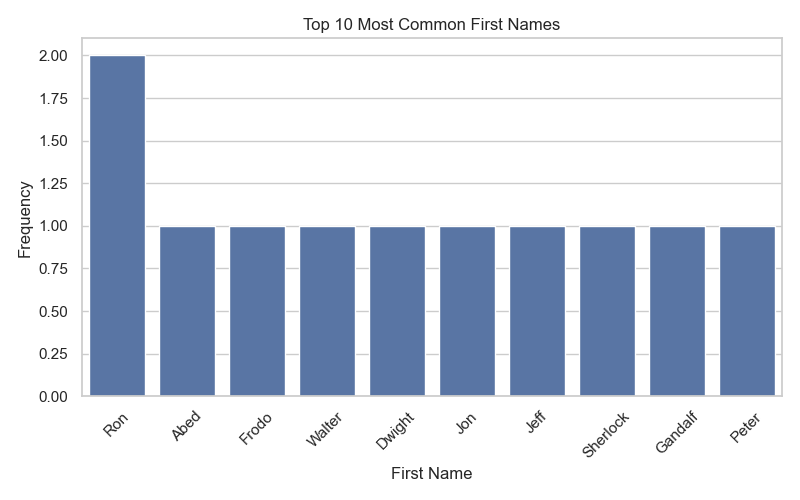 Top 10 Most Common First Names
Frequency
2.00
1.75
1.50
1.25
1.00
0.75
0.50
0.25
0.00
Ron
Abed
Frodo
Walter
Dwight
Jon
Jeff
Sherlock
Gandalf
Peter
First Name